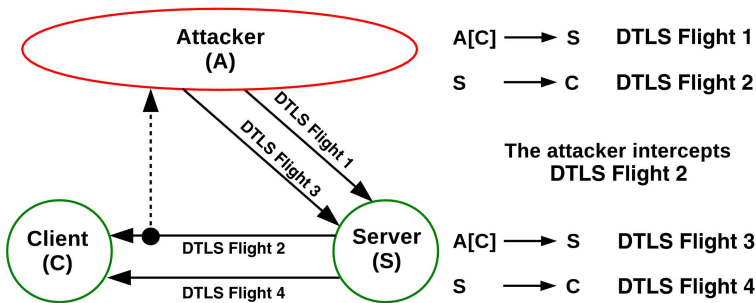 Attacker
(A)
DTLS Flight 1
DTLS Flight 3
Client
(C)
DTLS Flight 2
DTLS Flight 4
Server
(S)
A[C] S DTLS Flight 1
S C DTLS Flight 2
The attacker intercepts
DTLS Flight 2
A[C] S DTLS Flight 3
S C DTLS Flight 4